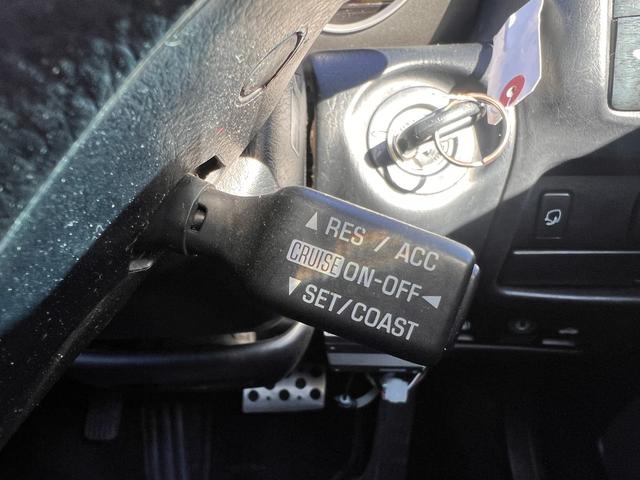 ▲ RES / ACC
CRUISE ON-OFF ◀
▼ SET/COAST